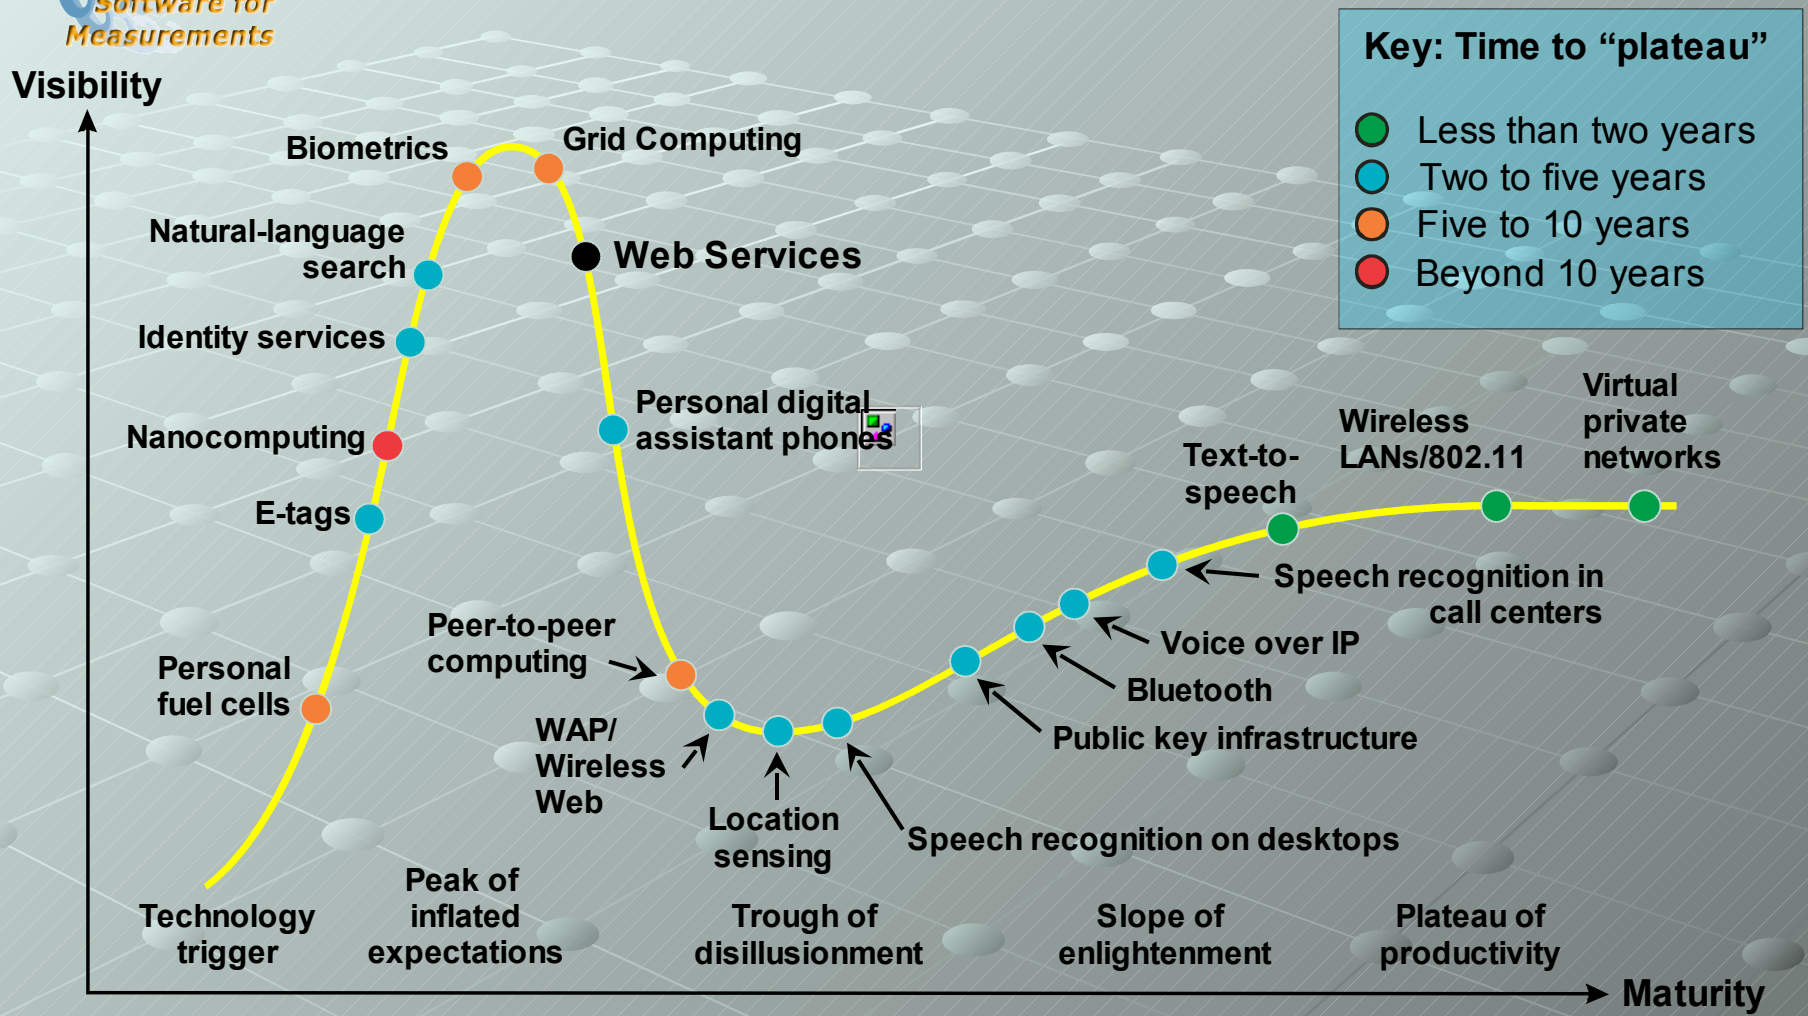 Software for
Measurements
Key: Time to “plateau”
Less than two years
Two to five years
Five to 10 years
Beyond 10 years
Visibility
Biometrics
Grid Computing
Natural-language
search
Web Services
Identity services
Personal digital
assistant phones
Nanocomputing
E-tags
Virtual
private
networks
Wireless
LANs/802.11
Text-to-
speech
Speech recognition in
call centers
Peer-to-peer
computing
Voice over IP
Personal
fuel cells
Bluetooth
WAP/
Wireless
Web
Public key infrastructure
Location
sensing
Speech recognition on desktops
Technology
trigger
Peak of
inflated
expectations
Trough of
disillusionment
Slope of
enlightenment
Plateau of
productivity
Maturity